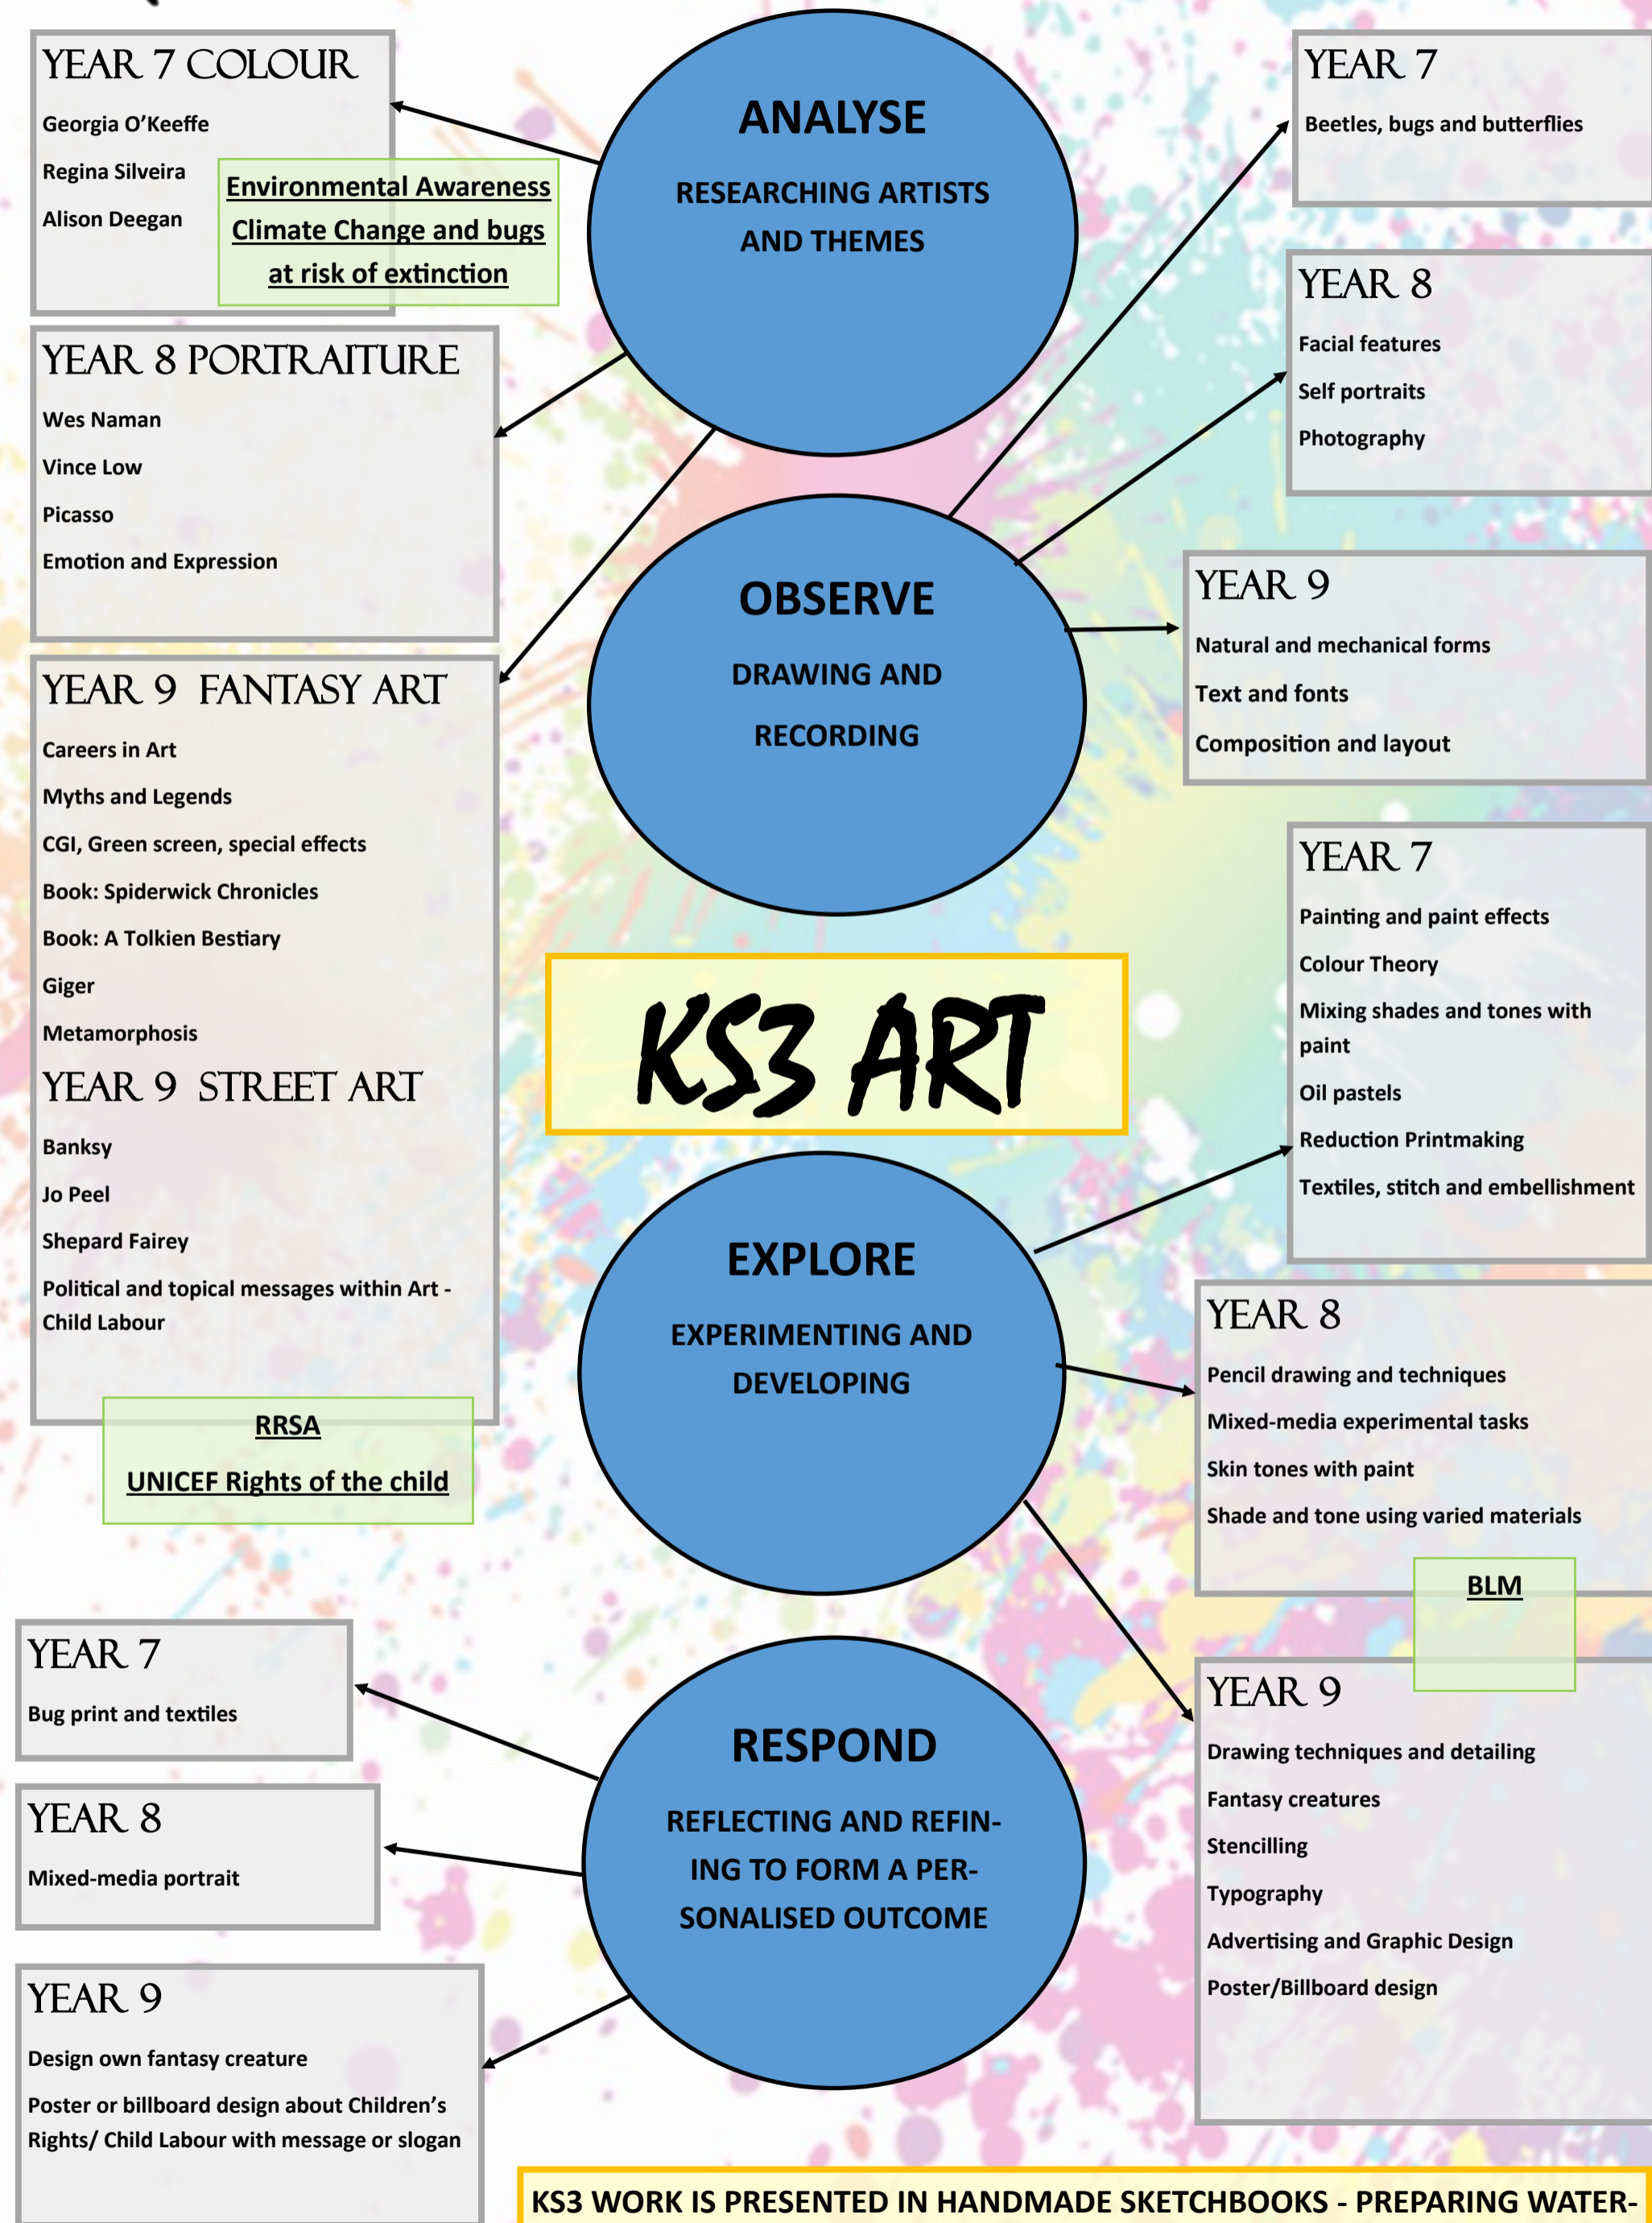 YEAR 7 COLOUR
Georgia O'Keeffe
Regina Silveira
Alison Deegan
Environmental Awareness
Climate Change and bugs
at risk of extinction
YEAR 8 PORTRAITURE
Wes Naman
Vince Low
Picasso
Emotion and Expression
YEAR 9 FANTASY ART
Careers in Art
Myths and Legends
CGI, Green screen, special effects
Book: Spiderwick Chronicles
Book: A Tolkien Bestiary
Giger
Metamorphosis
YEAR 9 STREET ART
Banksy
Jo Peel
Shepard Fairey
Political and topical messages within Art -
Child Labour
RRSA
UNICEF Rights of the child
ANALYSE
RESEARCHING ARTISTS
AND THEMES
OBSERVE
DRAWING AND
RECORDING
YEAR 7
Beetles, bugs and butterflies
YEAR 8
Facial features
Self portraits
Photography
YEAR 9
Natural and mechanical forms
Text and fonts
Composition and layout
KS3 ART
EXPLORE
EXPERIMENTING AND
DEVELOPING
YEAR 7
Painting and paint effects
Colour Theory
Mixing shades and tones with
paint
Oil pastels
Reduction Printmaking
Textiles, stitch and embellishment
YEAR 8
Pencil drawing and techniques
Mixed-media experimental tasks
Skin tones with paint
Shade and tone using varied materials
BLM
YEAR 9
Drawing techniques and detailing
Fantasy creatures
Stencilling
Typography
Advertising and Graphic Design
Poster/Billboard design
RESPOND
REFLECTING AND REFIN-
ING TO FORM A PER-
SONALISED OUTCOME
YEAR 7
Bug print and textiles
YEAR 8
Mixed-media portrait
YEAR 9
Design own fantasy creature
Poster or billboard design about Children's
Rights/ Child Labour with message or slogan
KS3 WORK IS PRESENTED IN HANDMADE SKETCHBOOKS - PREPARING WATER-